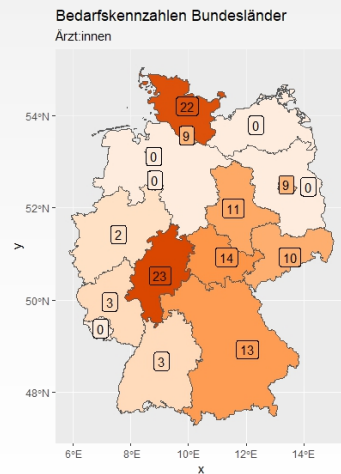 Bedarfskennzahlen Bundesländer
Ärzt:innen
54°N
52°N
50°N
48°N
y
22
9
0
0
0
9
0
11
2
14
10
23
3
0
3
13
6°E
8°E
10°E
12°E
14°E
x